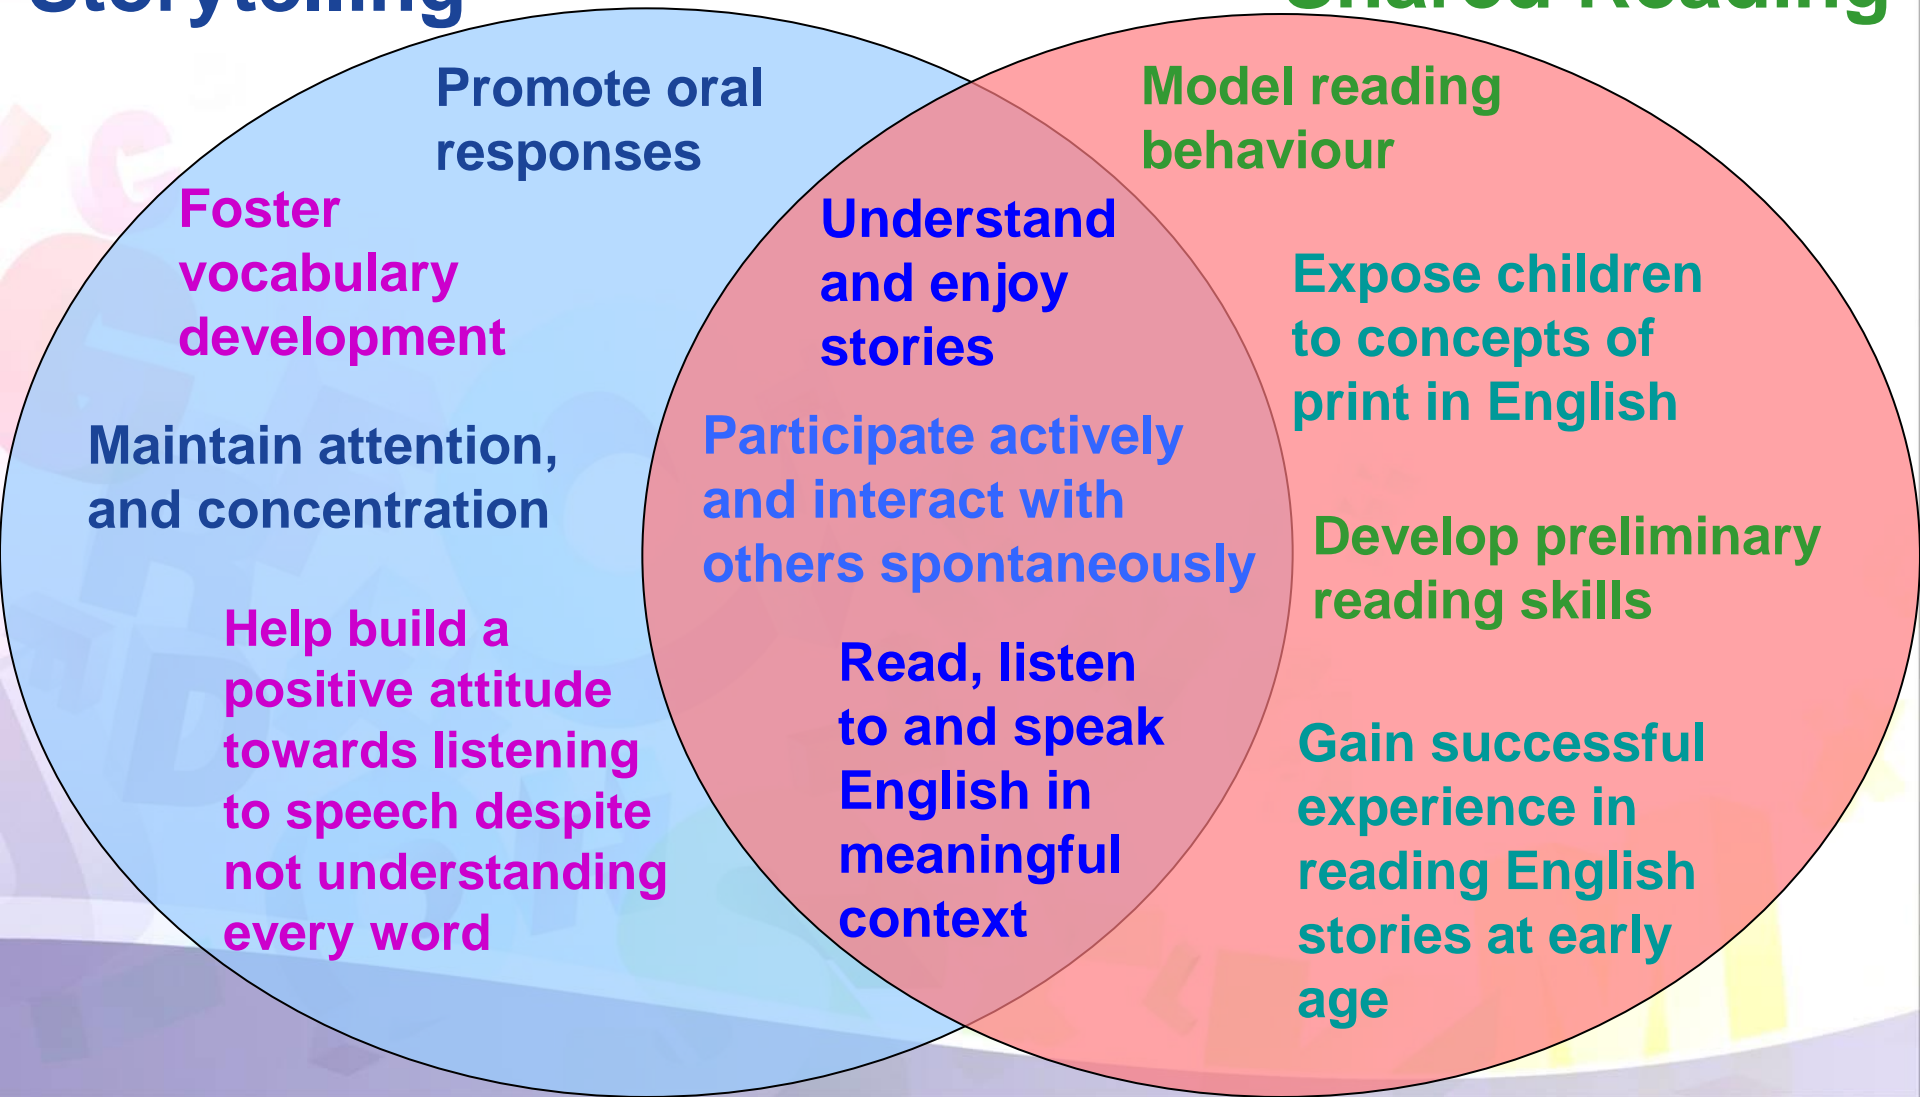 Storytelling
Shared Reading
Promote oral
responses
Foster
vocabulary
development
Maintain attention,
and concentration
Help build a
positive attitude
towards listening
to speech despite
not understanding
every word
Understand
and enjoy
stories
Participate actively
and interact with
others spontaneously
Read, listen
to and speak
English in
meaningful
context
Model reading
behaviour
Expose children
to concepts of
print in English
Develop preliminary
reading skills
Gain successful
experience in
reading English
stories at early
age